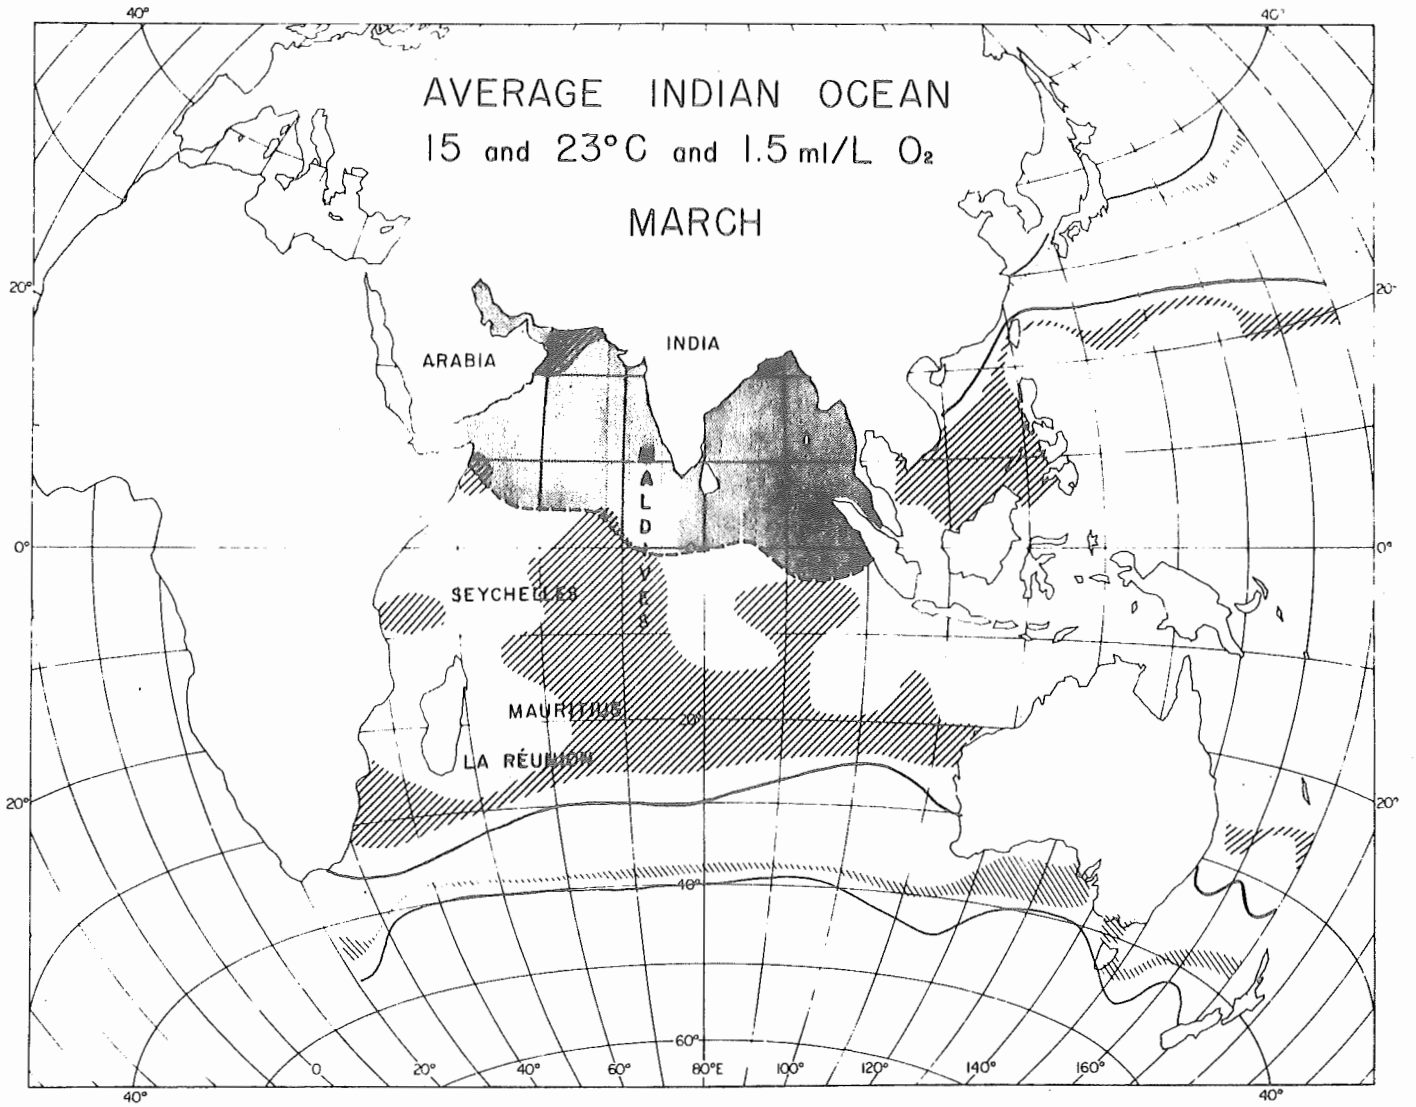 40°
40°
AVERAGE INDIAN OCEAN
15 and 23°C and 1.5 ml/L O₂
MARCH
20°
20°
INDIA
ARABIA
MALDIVES
0°
0°
SEYCHELLES
MAURITIUS
20°
LA RÉUNION
20°
20°
40°
60°
0 20° 40° 60° 80°E 100° 120° 140° 160°
40°
40°